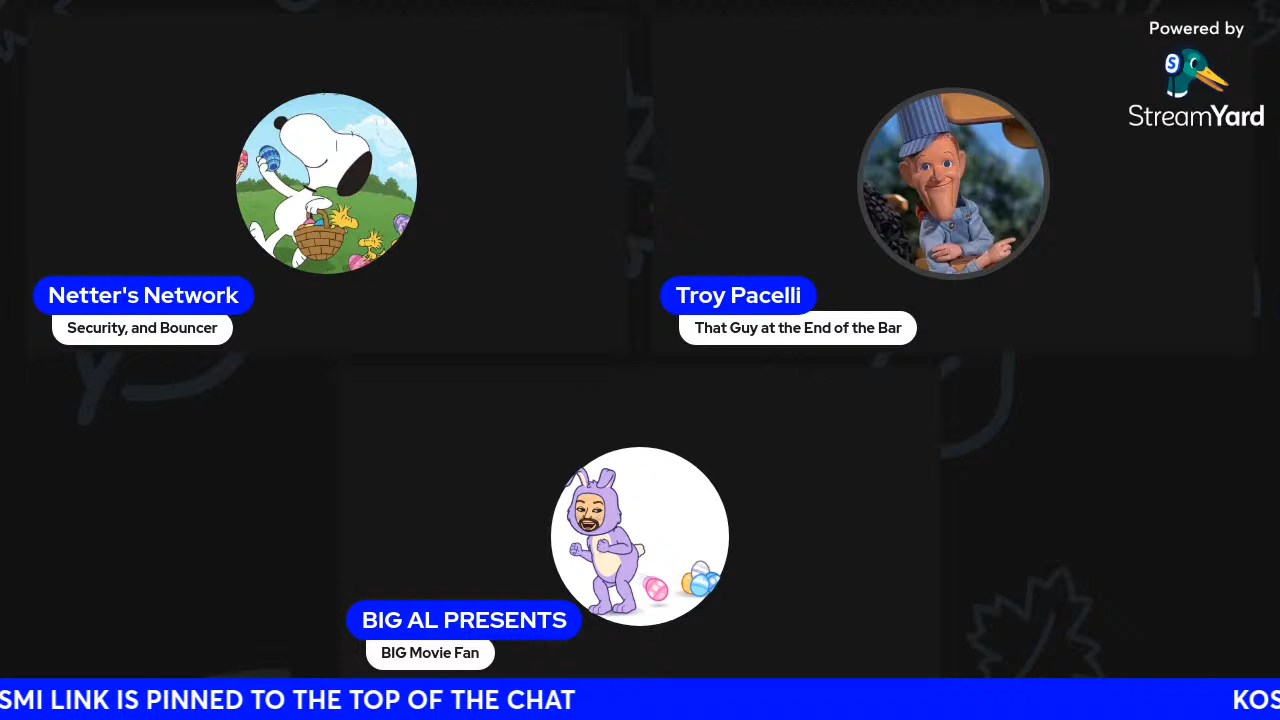 Powered by
S
StreamYard
Netter's Network
Security, and Bouncer
Troy Pacelli
That Guy at the End of the Bar
BIG AL PRESENTS
BIG Movie Fan
SMI LINK IS PINNED TO THE TOP OF THE CHAT
KOS